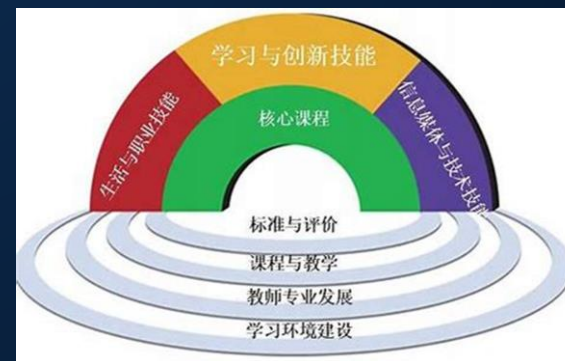 学习与创新技能
核心课程
生活与职业技能
信息媒体与技术技能
标准与评价
课程与教学
教师专业发展
学习环境建设